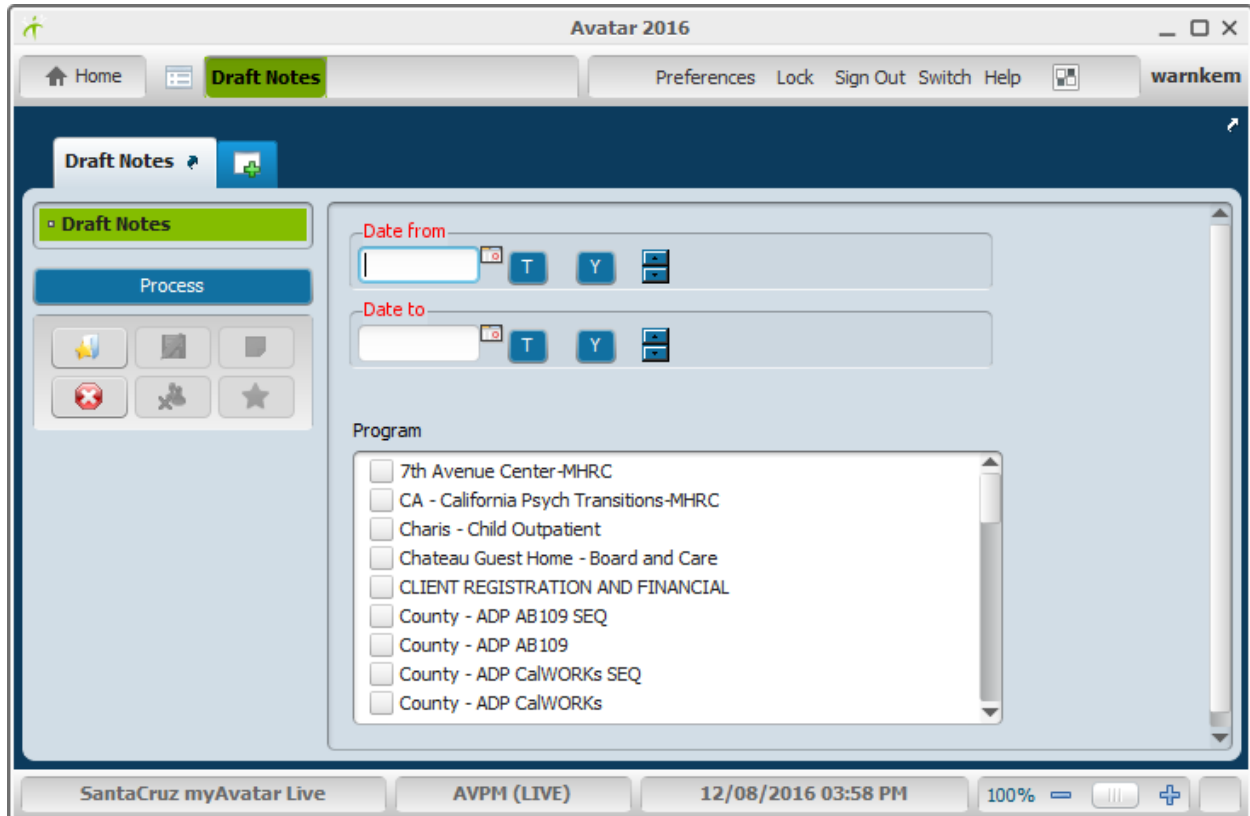 Avatar 2016
Home
Draft Notes
Preferences Lock Sign Out Switch Help
warnkem
Draft Notes
Draft Notes
Process
Date from
T Y
Date to
T Y
Program
7th Avenue Center-MHRC
CA - California Psych Transitions-MHRC
Charis - Child Outpatient
Chateau Guest Home - Board and Care
CLIENT REGISTRATION AND FINANCIAL
County - ADP AB109 SEQ
County - ADP AB109
County - ADP CalWORKs SEQ
County - ADP CalWORKs
SantaCruz myAvatar Live
AVPM (LIVE)
12/08/2016 03:58 PM
100%